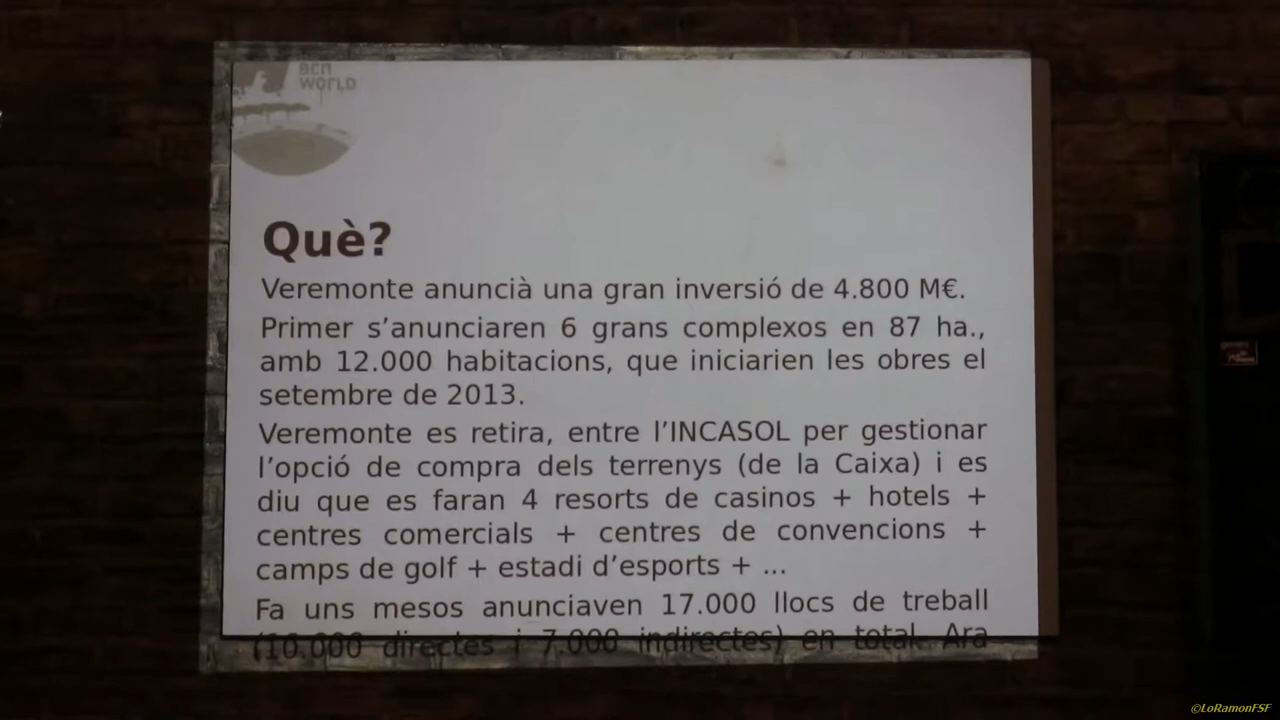 BCN
WORLD
Què?
Veremonte anuncià una gran inversió de 4.800 M€.
Primer s’anunciaren 6 grans complexos en 87 ha.,
amb 12.000 habitacions, que iniciarien les obres el
setembre de 2013.
Veremonte es retira, entre l’INCASOL per gestionar
l’opció de compra dels terrenys (de la Caixa) i es
diu que es faran 4 resorts de casinos + hotels +
centres comercials + centres de convencions +
camps de golf + estadi d’esports + ...
Fa uns mesos anunciaven 17.000 llocs de treball
(10.000 directes i 7.000 indirectes) en total. Ara
©LoRamonFSF